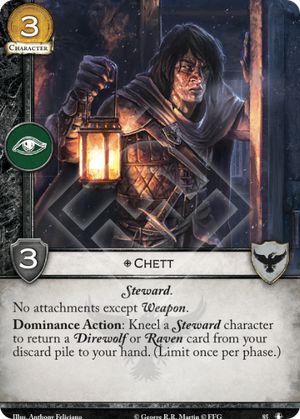 3
CHARACTER
3
CHETT
Steward.
No attachments except Weapon.
Dominance Action: Kneel a Steward character
to return a Direwolf or Raven card from your
discard pile to your hand. (Limit once per phase.)
Illus. Anthony Feliciano
© George R.R. Martin © FFG
85